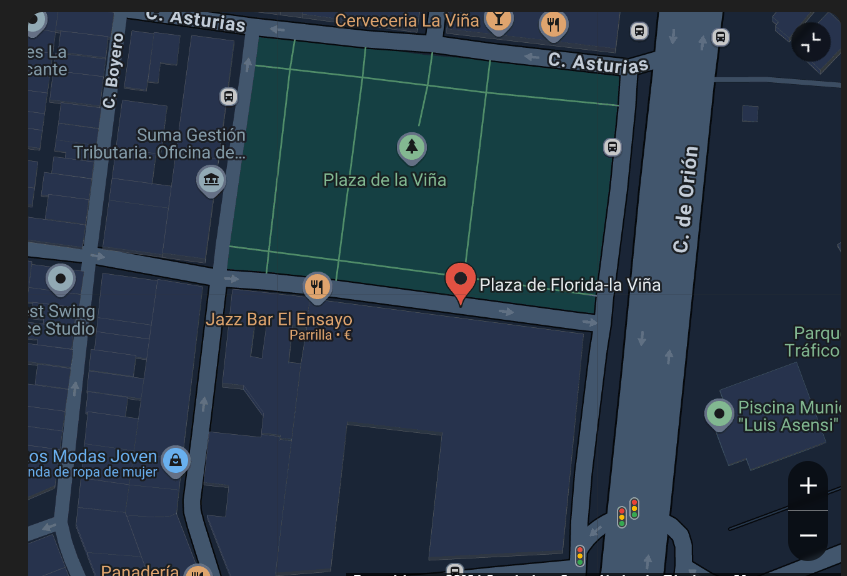 C. Asturias
Cerveceria La Viña
C. Asturias
es La
cante
C. Boyero
Suma Gestión
Tributaria. Oficina de...
Plaza de la Viña
C. de Orión
Plaza de Florida-la Viña
st Swing
ce Studio
Jazz Bar El Ensayo
Parrilla • €
Parqu
Tráfico
Piscina Muni
"Luis Asensi"
os Modas Joven
nda de ropa de mujer
Panadería
+
−